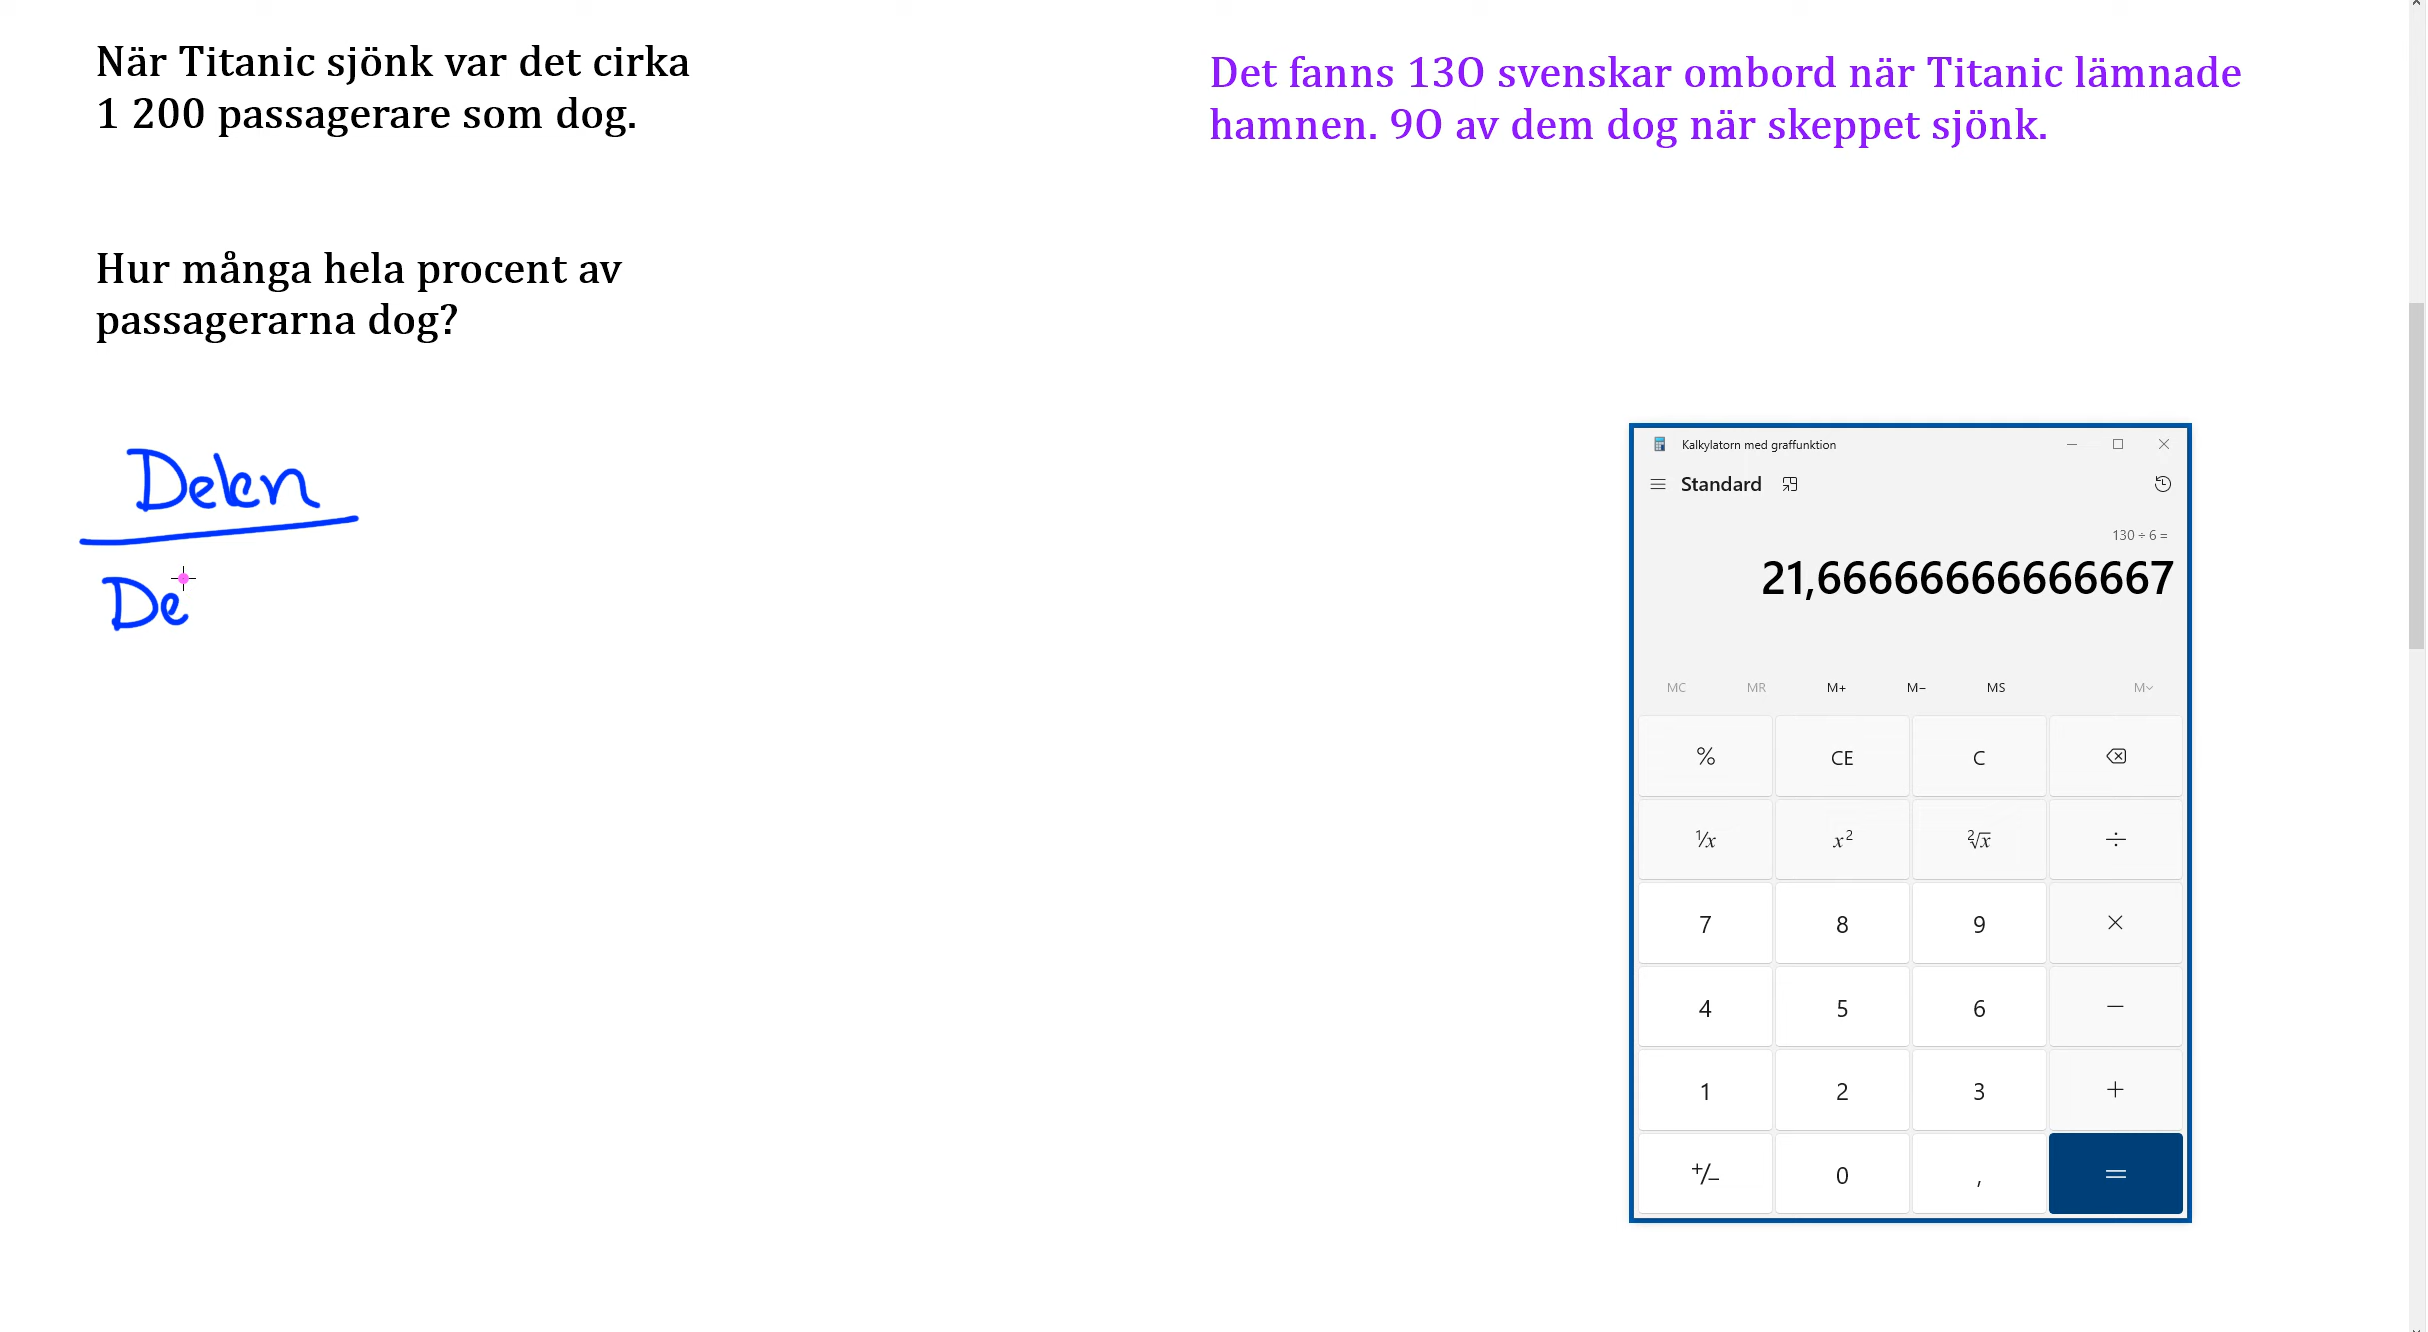 När Titanic sjönk var det cirka
1 200 passagerare som dog.
Hur många hela procent av
passagerarna dog?
Delen
De
Det fanns 130 svenskar ombord när Titanic lämnade
hamnen. 90 av dem dog när skeppet sjönk.
Kalkylatorn med graffunktion
Standard
130 ÷ 6 =
21,66666666666667
MC MR M+ M− MS M
% CE C
¹/x x² ²√x ÷
7 8 9 ×
4 5 6 −
1 2 3 +
+/− 0 , =